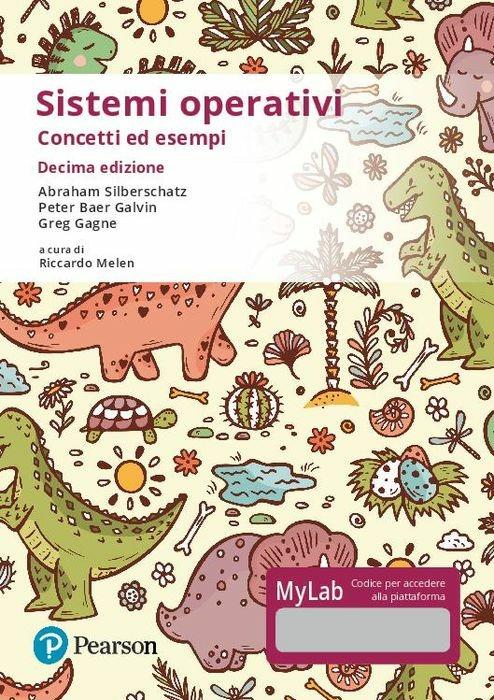 Sistemi operativi
Concetti ed esempi
Decima edizione
Abraham Silberschatz
Peter Baer Galvin
Greg Gagne
a cura di
Riccardo Melen
MyLab
Codice per accedere
alla piattaforma
P Pearson